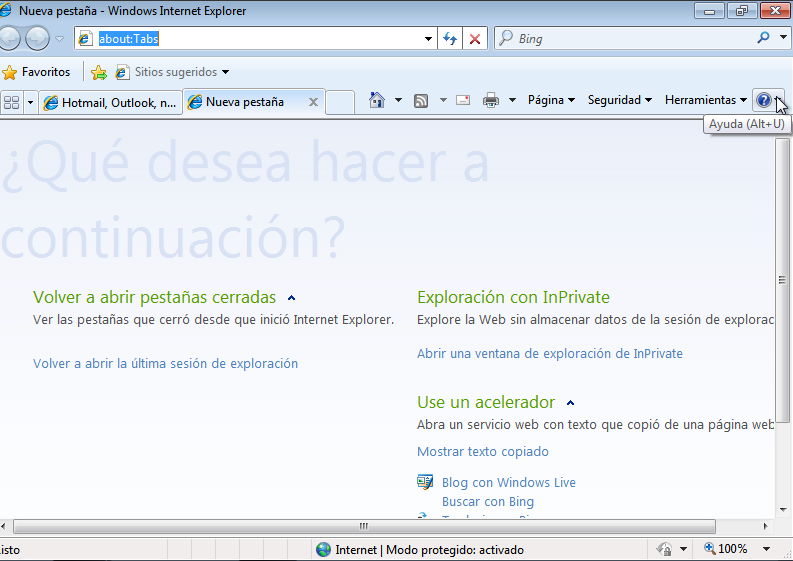 Nueva pestaña - Windows Internet Explorer
about:Tabs
Bing
Favoritos
Sitios sugeridos
Hotmail, Outlook, n...
Nueva pestaña
Página
Seguridad
Herramientas
Ayuda (Alt+U)
¿Qué desea hacer a
continuación?
Volver a abrir pestañas cerradas
Ver las pestañas que cerró desde que inició Internet Explorer.
Volver a abrir la última sesión de exploración
Exploración con InPrivate
Explore la Web sin almacenar datos de la sesión de explorac
Abrir una ventana de exploración de InPrivate
Use un acelerador
Abra un servicio web con texto que copió de una página web
Mostrar texto copiado
Blog con Windows Live
Buscar con Bing
Internet | Modo protegido: activado
100%